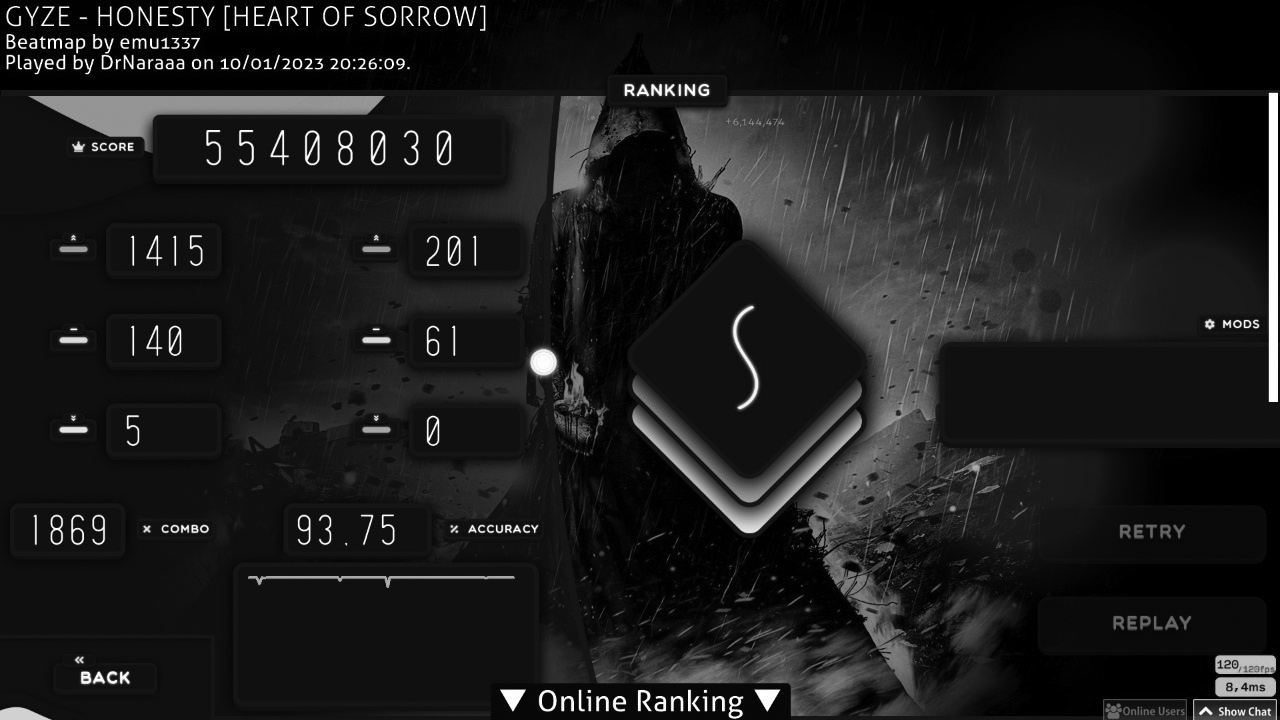 GYZE - HONESTY [HEART OF SORROW]
Beatmap by emu1337
Played by DrNaraaa on 10/01/2023 20:26:09.
RANKING
+6,144,474
SCORE
55408030
1415
201
140
61
5
0
MODS
1869
× COMBO
93.75
% ACCURACY
S
RETRY
REPLAY
BACK
▼ Online Ranking ▼
120/120fps
8,4ms
Online Users
Show Chat